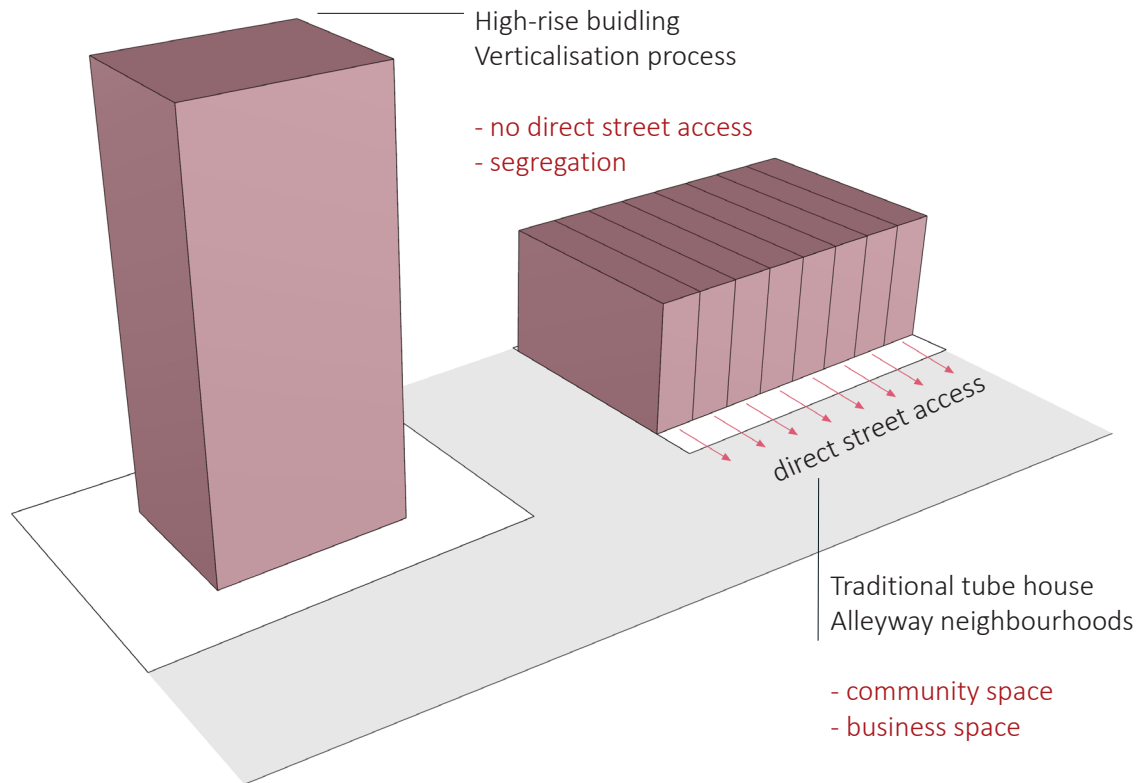 High-rise buidling
Verticalisation process
- no direct street access
- segregation
direct street access
Traditional tube house
Alleyway neighbourhoods
- community space
- business space